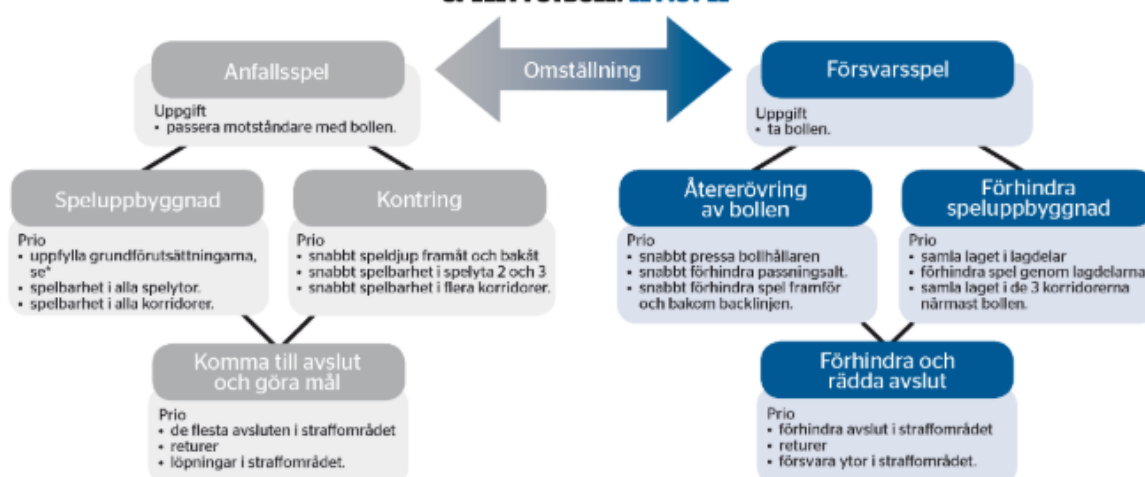 Anfallsspel
Omställning
Försvarsspel
Uppgift
• passera motståndare med bollen.
Uppgift
• ta bollen.
Speluppbyggnad
Prio
• uppfylla grundförutsättningarna,
se*
• spelbarhet i alla spelytor.
• spelbarhet i alla korridorer.
Kontring
Prio
• snabbt speldjup framåt och bakåt
• snabbt spelbarhet i spelyta 2 och 3
• snabbt spelbarhet i flera korridorer.
Återerövring
av bollen
Prio
• snabbt pressa bollhållaren
• snabbt förhindra passningsalt.
• snabbt förhindra spel framför
och bakom backlinjen.
Förhindra
speluppbyggnad
Prio
• samla laget i lagdelar
• förhindra spel genom lagdelarna
• samla laget i de 3 korridorerna
närmast bollen.
Komma till avslut
och göra mål
Prio
• de flesta avsluten i straffområdet
• returer
• löpningar i straffområdet.
Förhindra och
rädda avslut
Prio
• förhindra avslut i straffområdet
• returer
• försvara ytor i straffområdet.